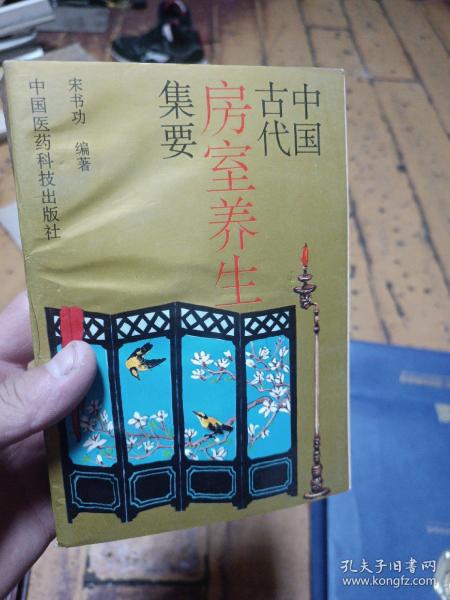 中国
古代
房室养生
集要
宋书功 编著
中国医药科技出版社
孔夫子旧书网
www.kongfz.com